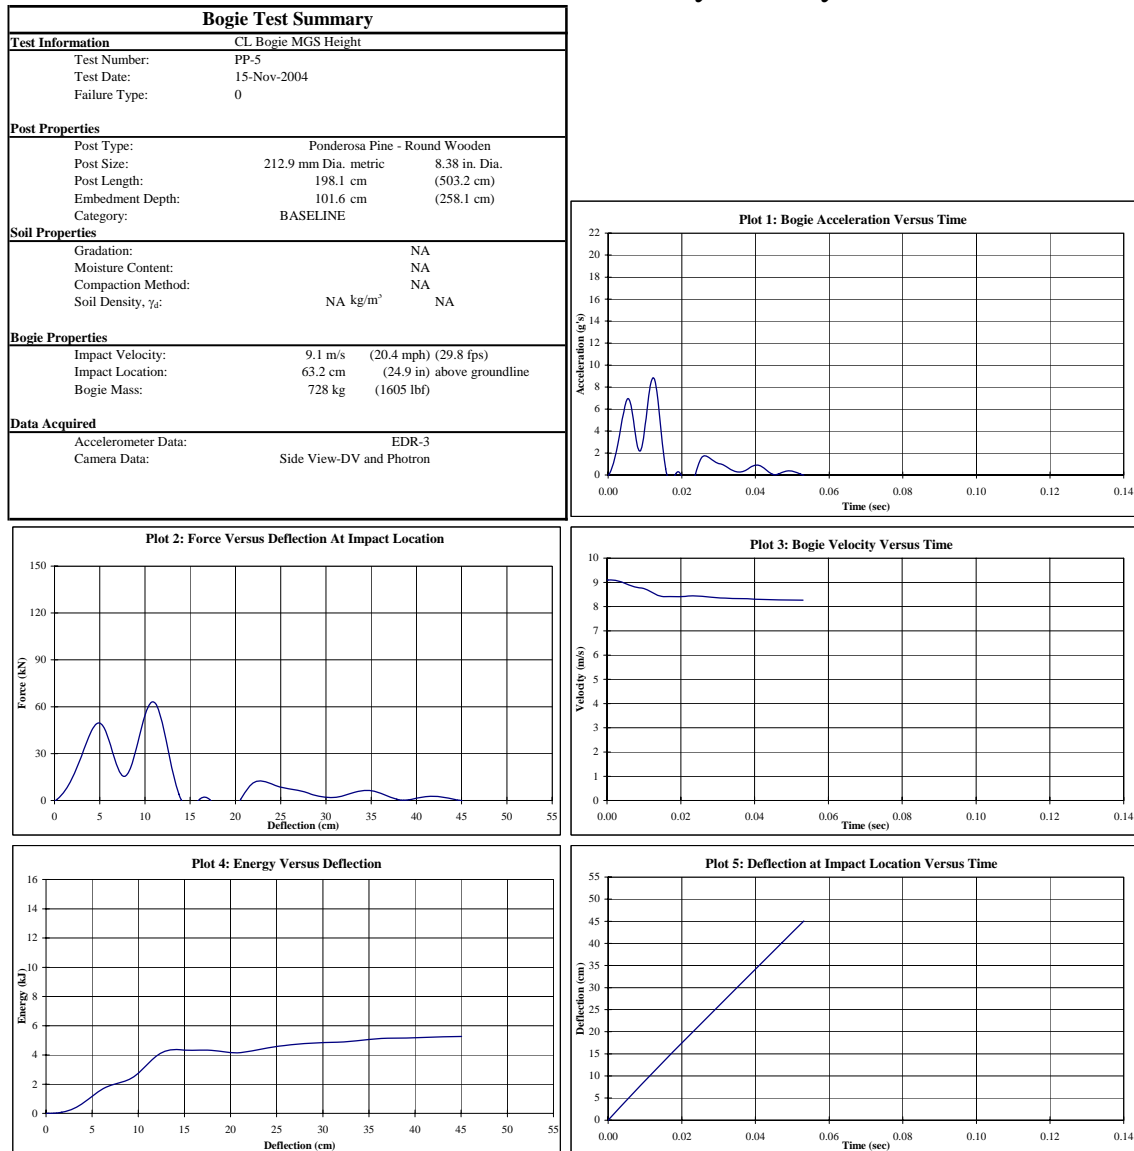 Bogie Test Summary
Test Information CL Bogie MGS Height
Test Number: PP-5
Test Date: 15-Nov-2004
Failure Type: 0
Post Properties
Post Type: Ponderosa Pine - Round Wooden
Post Size: 212.9 mm Dia. metric 8.38 in. Dia.
Post Length: 198.1 cm (503.2 cm)
Embedment Depth: 101.6 cm (258.1 cm)
Category: BASELINE
Soil Properties
Gradation: NA
Moisture Content: NA
Compaction Method: NA
Soil Density, γd: NA kg/m³ NA
Bogie Properties
Impact Velocity: 9.1 m/s (20.4 mph) (29.8 fps)
Impact Location: 63.2 cm (24.9 in) above groundline
Bogie Mass: 728 kg (1605 lbf)
Data Acquired
Accelerometer Data: EDR-3
Camera Data: Side View-DV and Photron
Plot 1: Bogie Acceleration Versus Time
22
20
18
16
14
12
10
8
6
4
2
0
Acceleration (g's)
0.00 0.02 0.04 0.06 0.08 0.10 0.12 0.14
Time (sec)
Plot 2: Force Versus Deflection At Impact Location
150
120
90
60
30
0
Force (kN)
0 5 10 15 20 25 30 35 40 45 50 55
Deflection (cm)
Plot 3: Bogie Velocity Versus Time
10
9
8
7
6
5
4
3
2
1
0
Velocity (m/s)
0.00 0.02 0.04 0.06 0.08 0.10 0.12 0.14
Time (sec)
Plot 4: Energy Versus Deflection
16
14
12
10
8
6
4
2
0
Energy (kJ)
0 5 10 15 20 25 30 35 40 45 50 55
Deflection (cm)
Plot 5: Deflection at Impact Location Versus Time
55
50
45
40
35
30
25
20
15
10
5
0
Deflection (cm)
0.00 0.02 0.04 0.06 0.08 0.10 0.12 0.14
Time (sec)